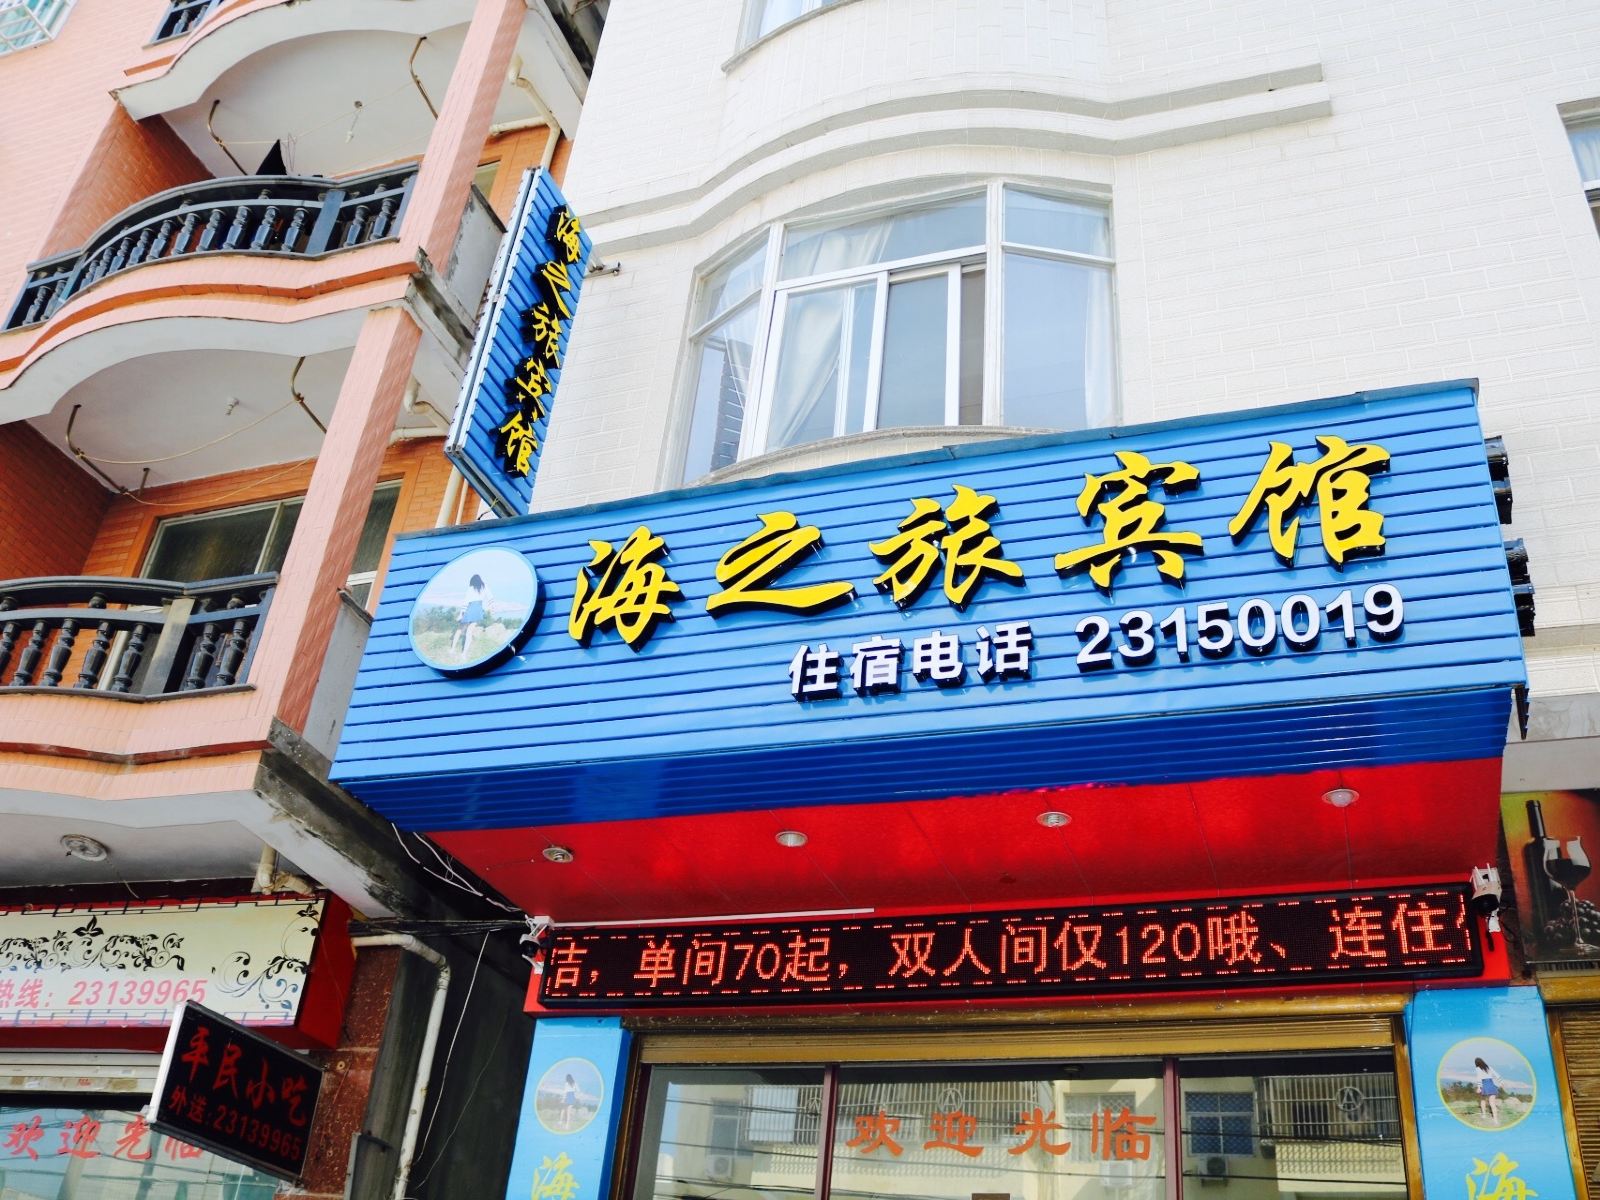 海之旅宾馆
海之旅宾馆
住宿电话 23150019
洁，单间70起，双人间仅120哦、连住
热线：23139965
平民小吃
外送:23139965
欢迎光临
欢迎光临
海
海